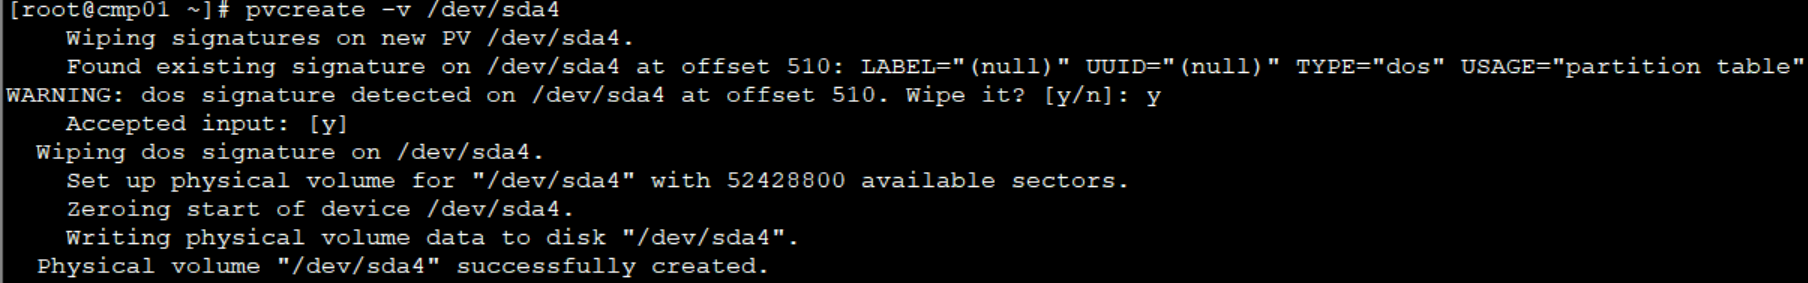 [root@cmp01 ~]# pvcreate -v /dev/sda4
    Wiping signatures on new PV /dev/sda4.
    Found existing signature on /dev/sda4 at offset 510: LABEL="(null)" UUID="(null)" TYPE="dos" USAGE="partition table"
WARNING: dos signature detected on /dev/sda4 at offset 510. Wipe it? [y/n]: y
    Accepted input: [y]
  Wiping dos signature on /dev/sda4.
    Set up physical volume for "/dev/sda4" with 52428800 available sectors.
    Zeroing start of device /dev/sda4.
    Writing physical volume data to disk "/dev/sda4".
  Physical volume "/dev/sda4" successfully created.